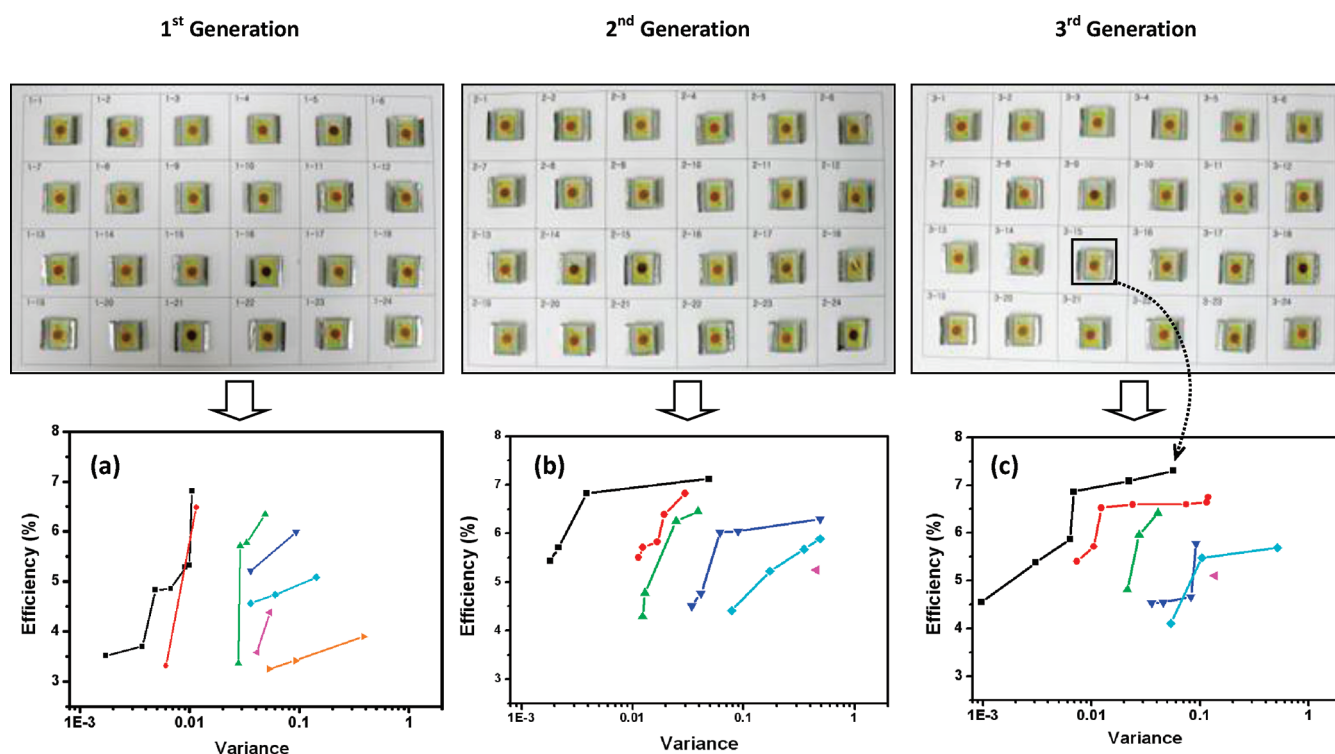 1st Generation 2nd Generation 3rd Generation
1-1 1-2 1-3 1-4 1-5 1-6
1-7 1-8 1-9 1-10 1-11 1-12
1-13 1-14 1-15 1-16 1-17 1-18
1-19 1-20 1-21 1-22 1-23 1-24
2-1 2-2 2-3 2-4 2-5 2-6
2-7 2-8 2-9 2-10 2-11 2-12
2-13 2-14 2-15 2-16 2-17 2-18
2-19 2-20 2-21 2-22 2-23 2-24
3-1 3-2 3-3 3-4 3-5 3-6
3-7 3-8 3-9 3-10 3-11 3-12
3-13 3-14 3-15 3-16 3-17 3-18
3-19 3-20 3-21 3-22 3-23 3-24
(a)
8
7
6
5
4
3
Efficiency (%)
1E-3 0.01 0.1 1
Variance
(b)
8
7
6
5
4
3
Efficiency (%)
0.01 0.1 1
Variance
(c)
8
7
6
5
4
3
Efficiency (%)
1E-3 0.01 0.1 1
Variance